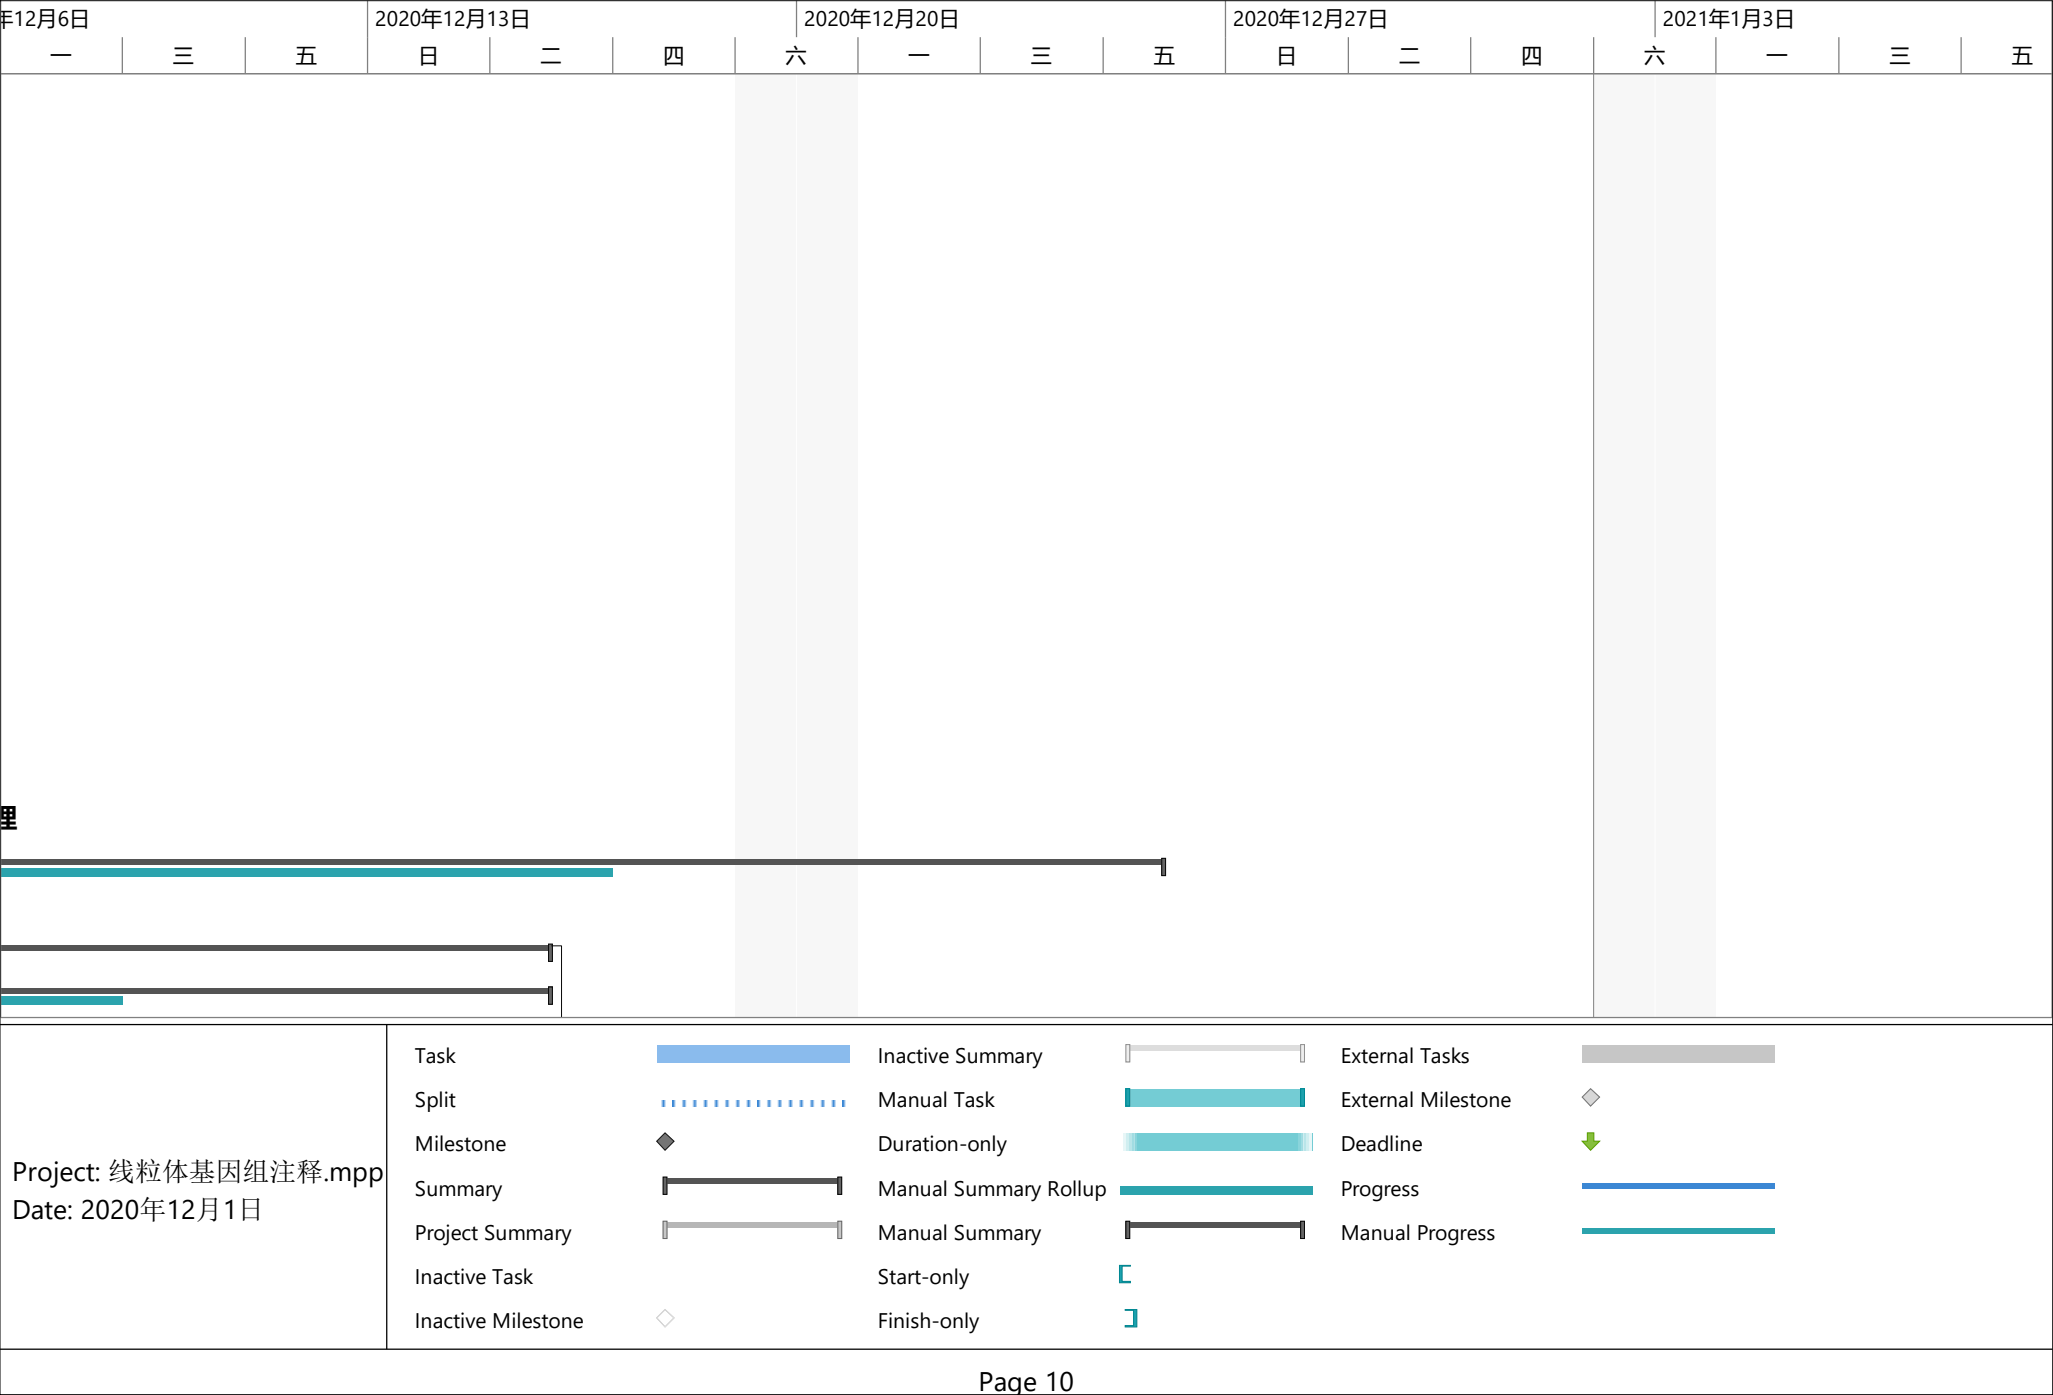 年12月6日 2020年12月13日 2020年12月20日 2020年12月27日 2021年1月3日
一 三 五 日 二 四 六 一 三 五 日 二 四 六 一 三 五
理
Task Inactive Summary External Tasks
Split Manual Task External Milestone
Milestone Duration-only Deadline
Summary Manual Summary Rollup Progress
Project Summary Manual Summary Manual Progress
Inactive Task Start-only
Inactive Milestone Finish-only
Project: 线粒体基因组注释.mpp
Date: 2020年12月1日
Page 10